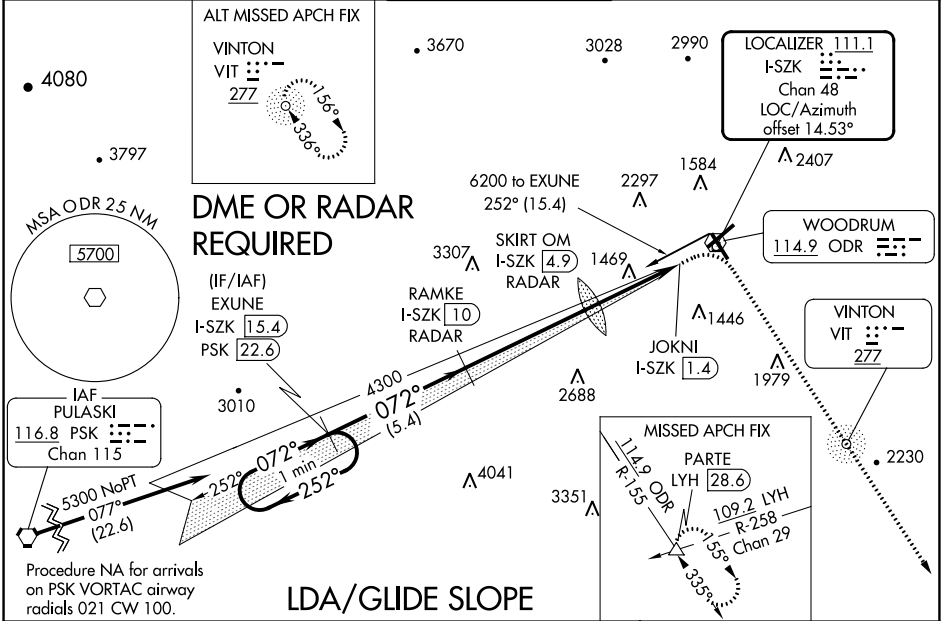 ALT MISSED APCH FIX
VINTON
VIT
277
156°
336°
4080
3797
3670
3028
2990
LOCALIZER 111.1
I-SZK
Chan 48
LOC/Azimuth
offset 14.53°
2407
1584
2297
6200 to EXUNE
252° (15.4)
MSA ODR 25 NM
5700
DME OR RADAR
REQUIRED
WOODRUM
114.9 ODR
SKIRT OM
I-SZK 4.9
RADAR
1469
3307
(IF/IAF)
EXUNE
I-SZK 15.4
PSK 22.6
RAMKE
I-SZK 10
RADAR
1446
VINTON
VIT
277
JOKNI
I-SZK 1.4
1979
2688
3010
4300
072°
(5.4)
IAF
PULASKI
116.8 PSK
Chan 115
072°
1 min
252°
252°
5300 NoPT
077°
(22.6)
4041
3351
2230
MISSED APCH FIX
114.9 ODR
R-155
PARTE
LYH 28.6
109.2 LYH
R-258
Chan 29
155°
335°
Procedure NA for arrivals
on PSK VORTAC airway
radials 021 CW 100.
LDA/GLIDE SLOPE